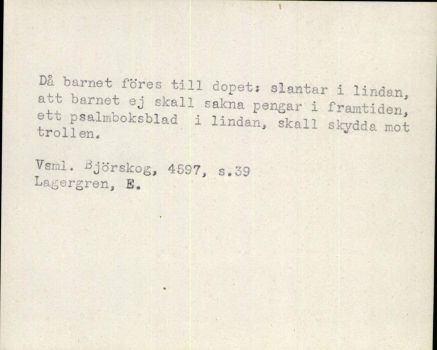 Då barnet föres till dopet: slantar i lindan,
att barnet ej skall sakna pengar i framtiden,
ett psalmboksblad i lindan, skall skydda mot
trollen.
Vsml. Björskog, 4597, s.39
Lagergren, E.